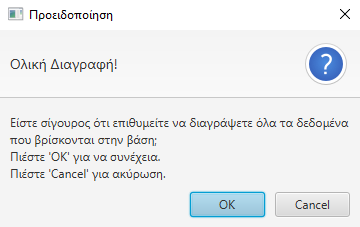 Προειδοποίηση
Ολική Διαγραφή!
Είστε σίγουρος ότι επιθυμείτε να διαγράψετε όλα τα δεδομένα
που βρίσκονται στην βάση;
Πιέστε 'OK' για να συνέχεια.
Πιέστε 'Cancel' για ακύρωση.
OK
Cancel